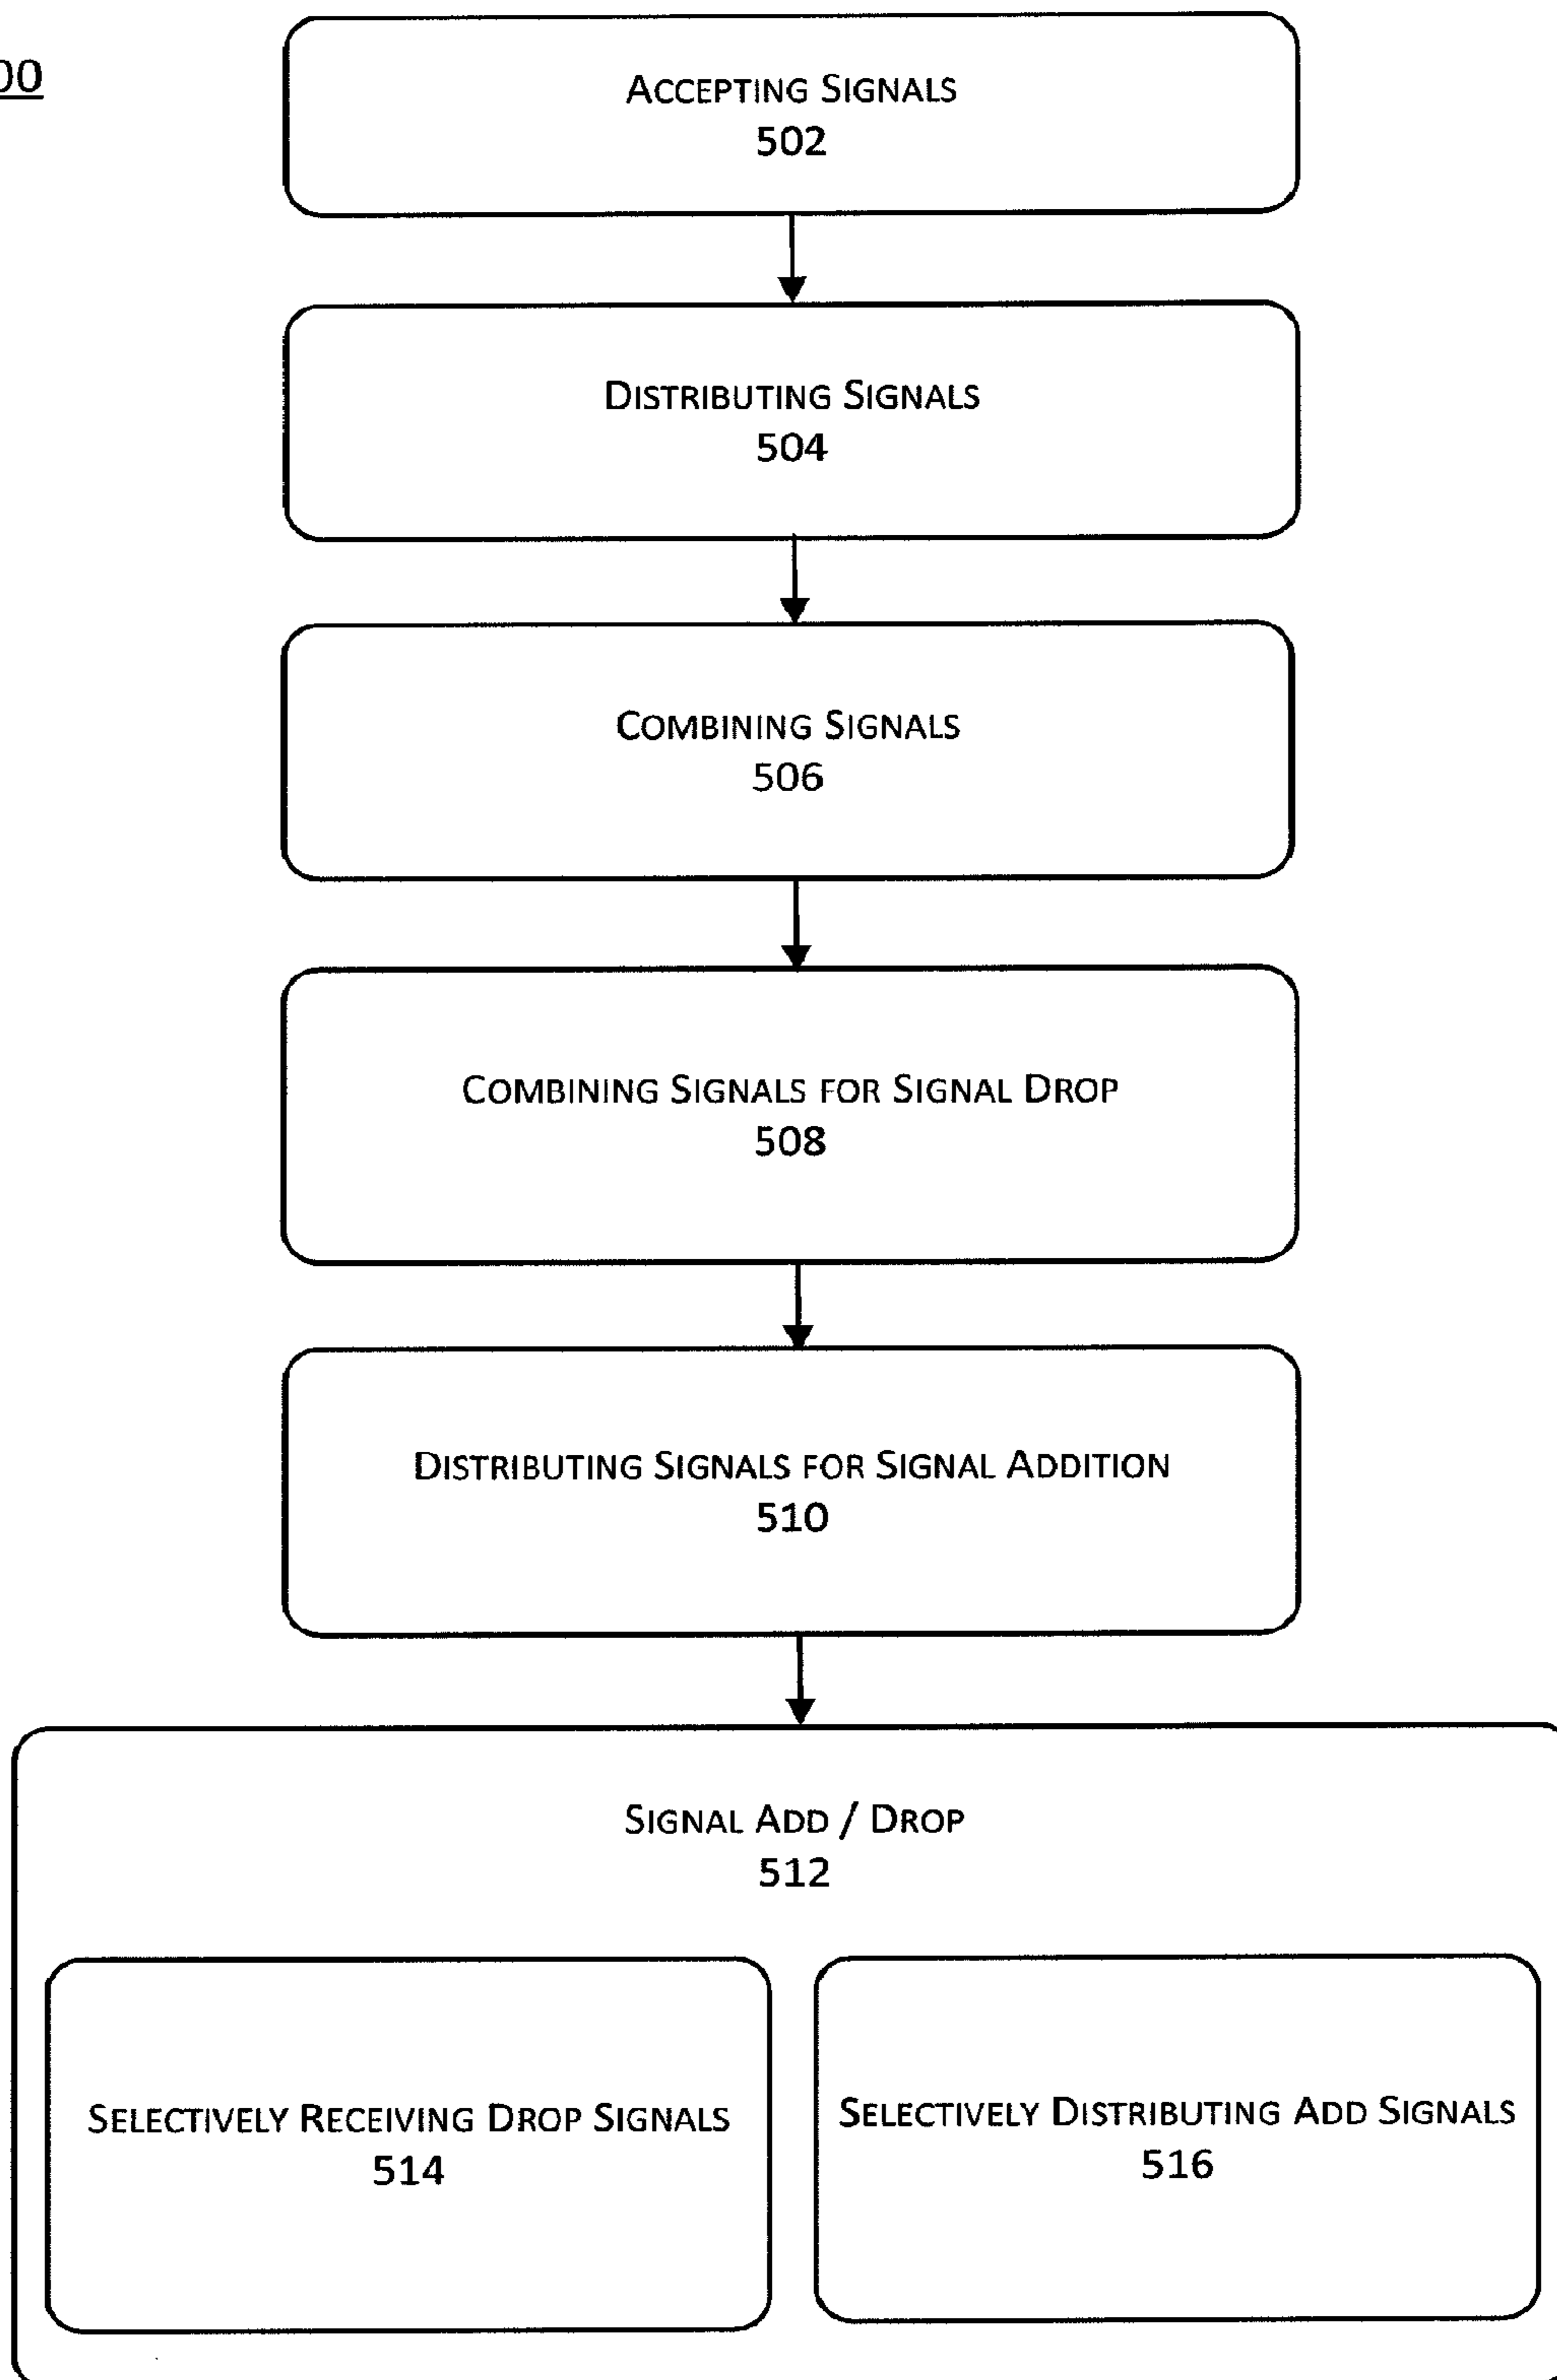 00
ACCEPTING SIGNALS
502
DISTRIBUTING SIGNALS
504
COMBINING SIGNALS
506
COMBINING SIGNALS FOR SIGNAL DROP
508
DISTRIBUTING SIGNALS FOR SIGNAL ADDITION
510
SIGNAL ADD / DROP
512
SELECTIVELY RECEIVING DROP SIGNALS
514
SELECTIVELY DISTRIBUTING ADD SIGNALS
516